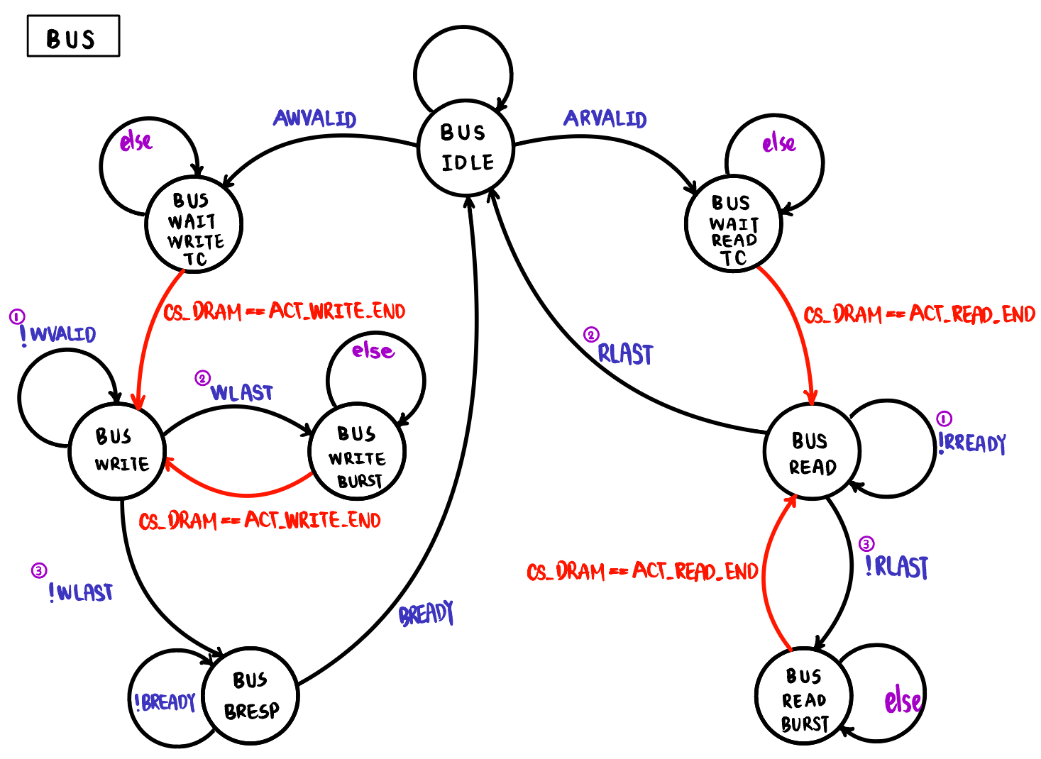 BUS
BUS
IDLE
AWVALID
ARVALID
else
BUS
WAIT
WRITE
TC
else
BUS
WAIT
READ
TC
CS_DRAM == ACT_WRITE_END
CS_DRAM == ACT_READ_END
①
!WVALID
②
WLAST
else
②
RLAST
BUS
WRITE
BUS
WRITE
BURST
CS_DRAM == ACT_WRITE_END
BUS
READ
①
!RREADY
③
!WLAST
BREADY
CS_DRAM == ACT_READ_END
③
!RLAST
!BREADY
BUS
BRESP
BUS
READ
BURST
else